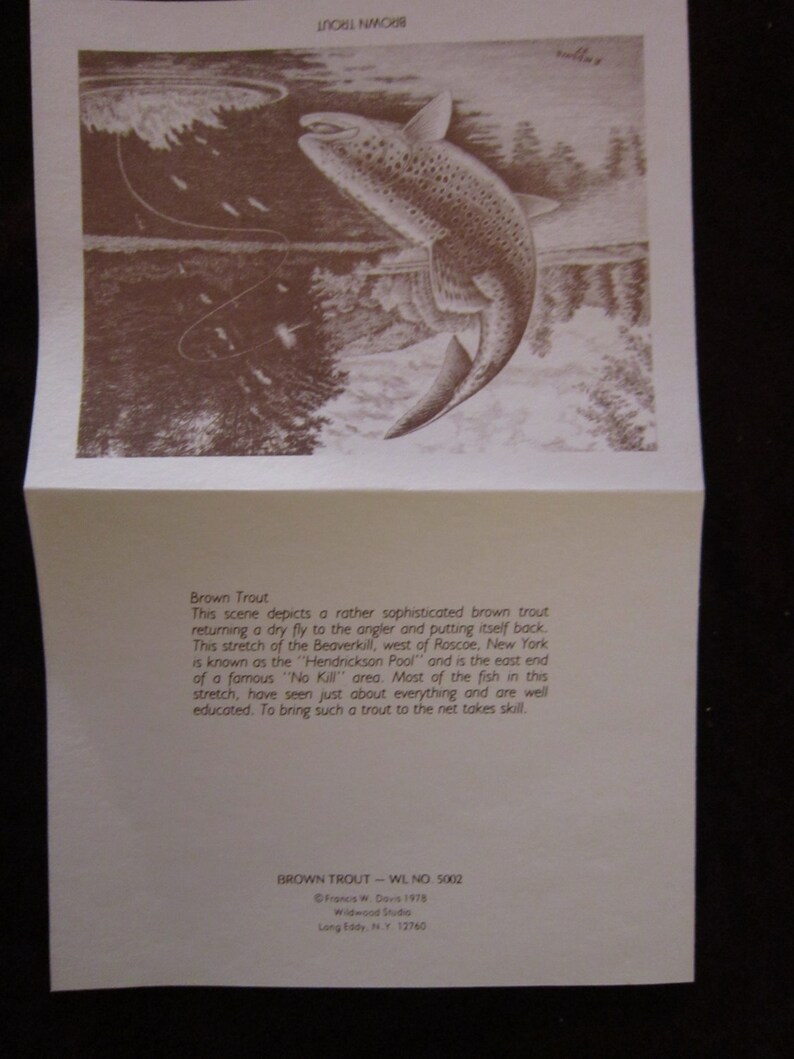 BROWN TROUT
Brown Trout
This scene depicts a rather sophisticated brown trout
returning a dry fly to the angler and putting itself back.
This stretch of the Beaverkill, west of Roscoe, New York
is known as the "Hendrickson Pool" and is the east end
of a famous "No Kill" area. Most of the fish in this
stretch, have seen just about everything and are well
educated. To bring such a trout to the net takes skill.
BROWN TROUT — WL NO. 5002
© Francis W. Davis 1978
Wildwood Studio
Long Eddy, N.Y. 12760